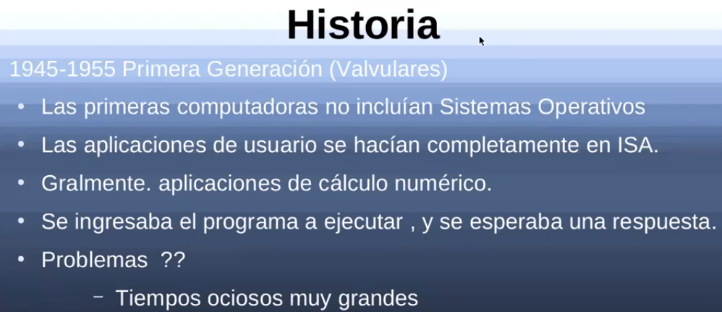 Historia
1945-1955 Primera Generación (Valvulares)
• Las primeras computadoras no incluían Sistemas Operativos
• Las aplicaciones de usuario se hacían completamente en ISA.
• Gralmente. aplicaciones de cálculo numérico.
• Se ingresaba el programa a ejecutar , y se esperaba una respuesta.
• Problemas ??
– Tiempos ociosos muy grandes